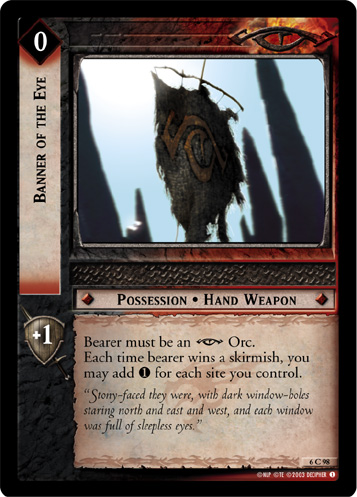 0
BANNER OF THE EYE
POSSESSION • HAND WEAPON
+1
Bearer must be an Orc.
Each time bearer wins a skirmish, you
may add 1 for each site you control.
“Stony-faced they were, with dark window-holes
staring north and east and west, and each window
was full of sleepless eyes.”
6 C 98
©NLP ©TE ©2003 DECIPHER 1